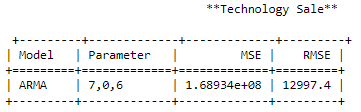 **Technology Sale**
+---------+-------------+-------------+---------+
| Model | Parameter | MSE | RMSE |
+=========+=============+=============+=========+
| ARMA | 7,0,6 | 1.68934e+08 | 12997.4 |
+---------+-------------+-------------+---------+